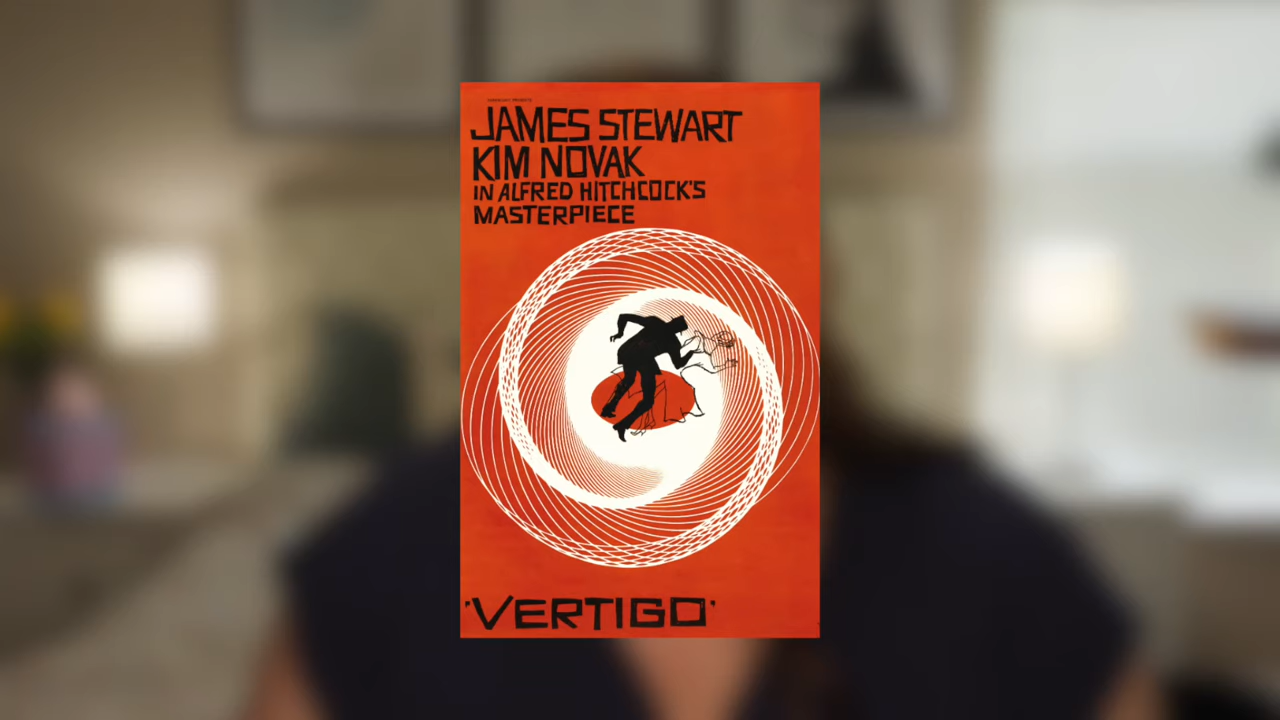 JAMES STEWART
KIM NOVAK
IN ALFRED HITCHCOCK'S
MASTERPIECE
'VERTIGO'